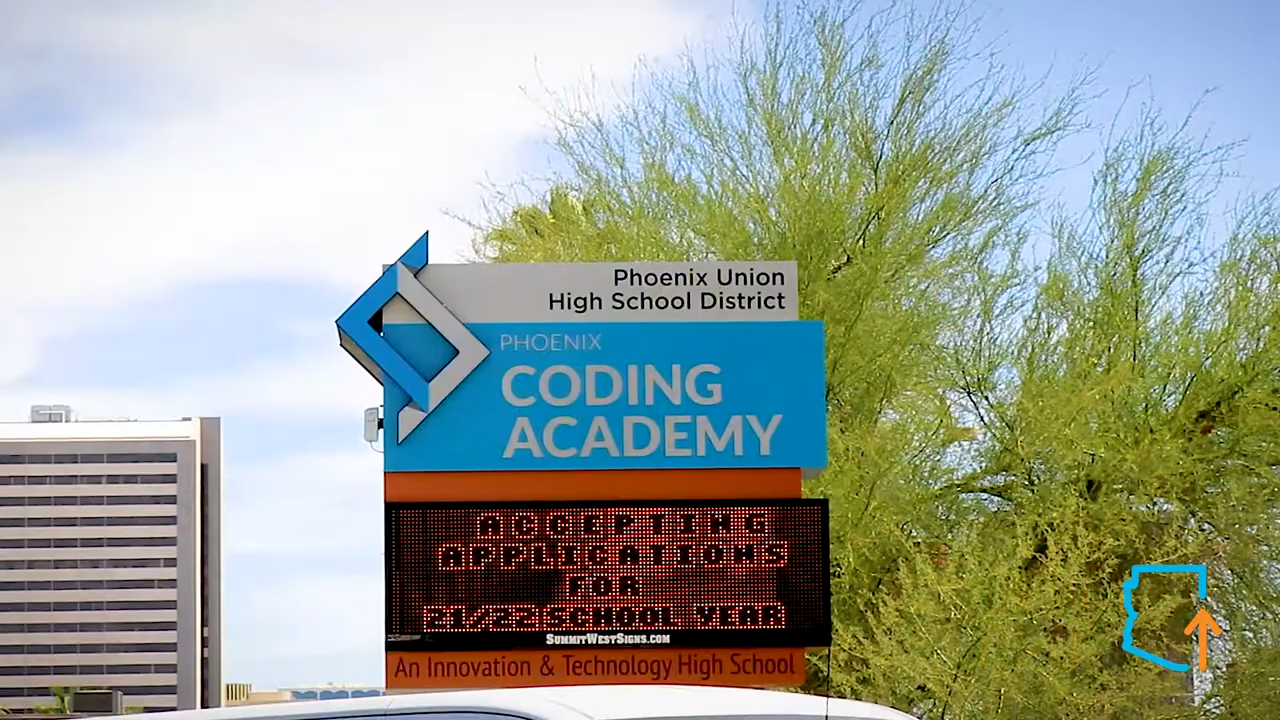 Phoenix Union
High School District
PHOENIX
CODING
ACADEMY
ACCEPTING
APPLICATIONS
FOR
21/22 SCHOOL YEAR
SUMMITWESTSIGNS.COM
An Innovation & Technology High School